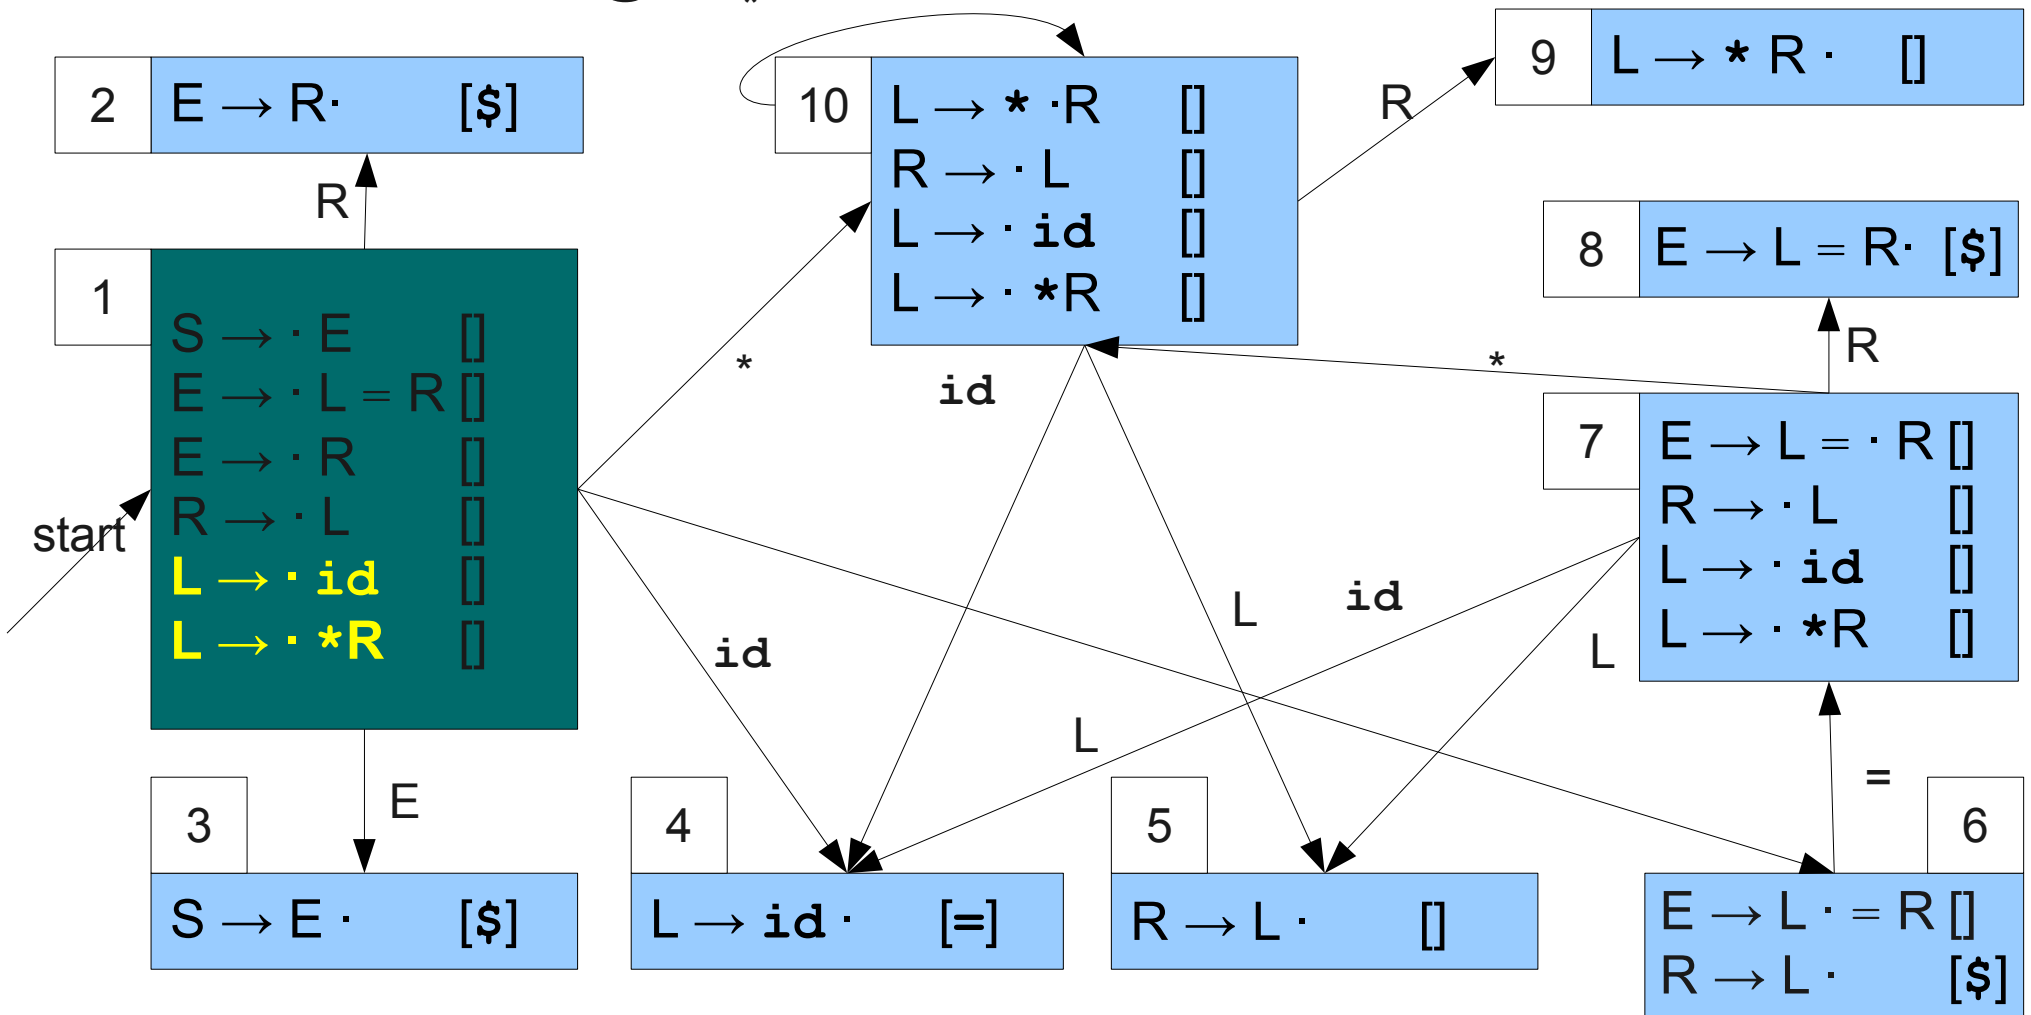 2
E → R· [$]
10
L → * ·R []
R → · L []
L → · id []
L → · *R []
9
L → * R · []
R
R
1
S → · E []
E → · L = R []
E → · R []
R → · L []
L → · id []
L → · *R []
start
*
id
*
8
E → L = R· [$]
R
7
E → L = · R []
R → · L []
L → · id []
L → · *R []
id
L
id
L
L
E
=
3
S → E · [$]
4
L → id · [=]
5
R → L · []
6
E → L · = R []
R → L · [$]